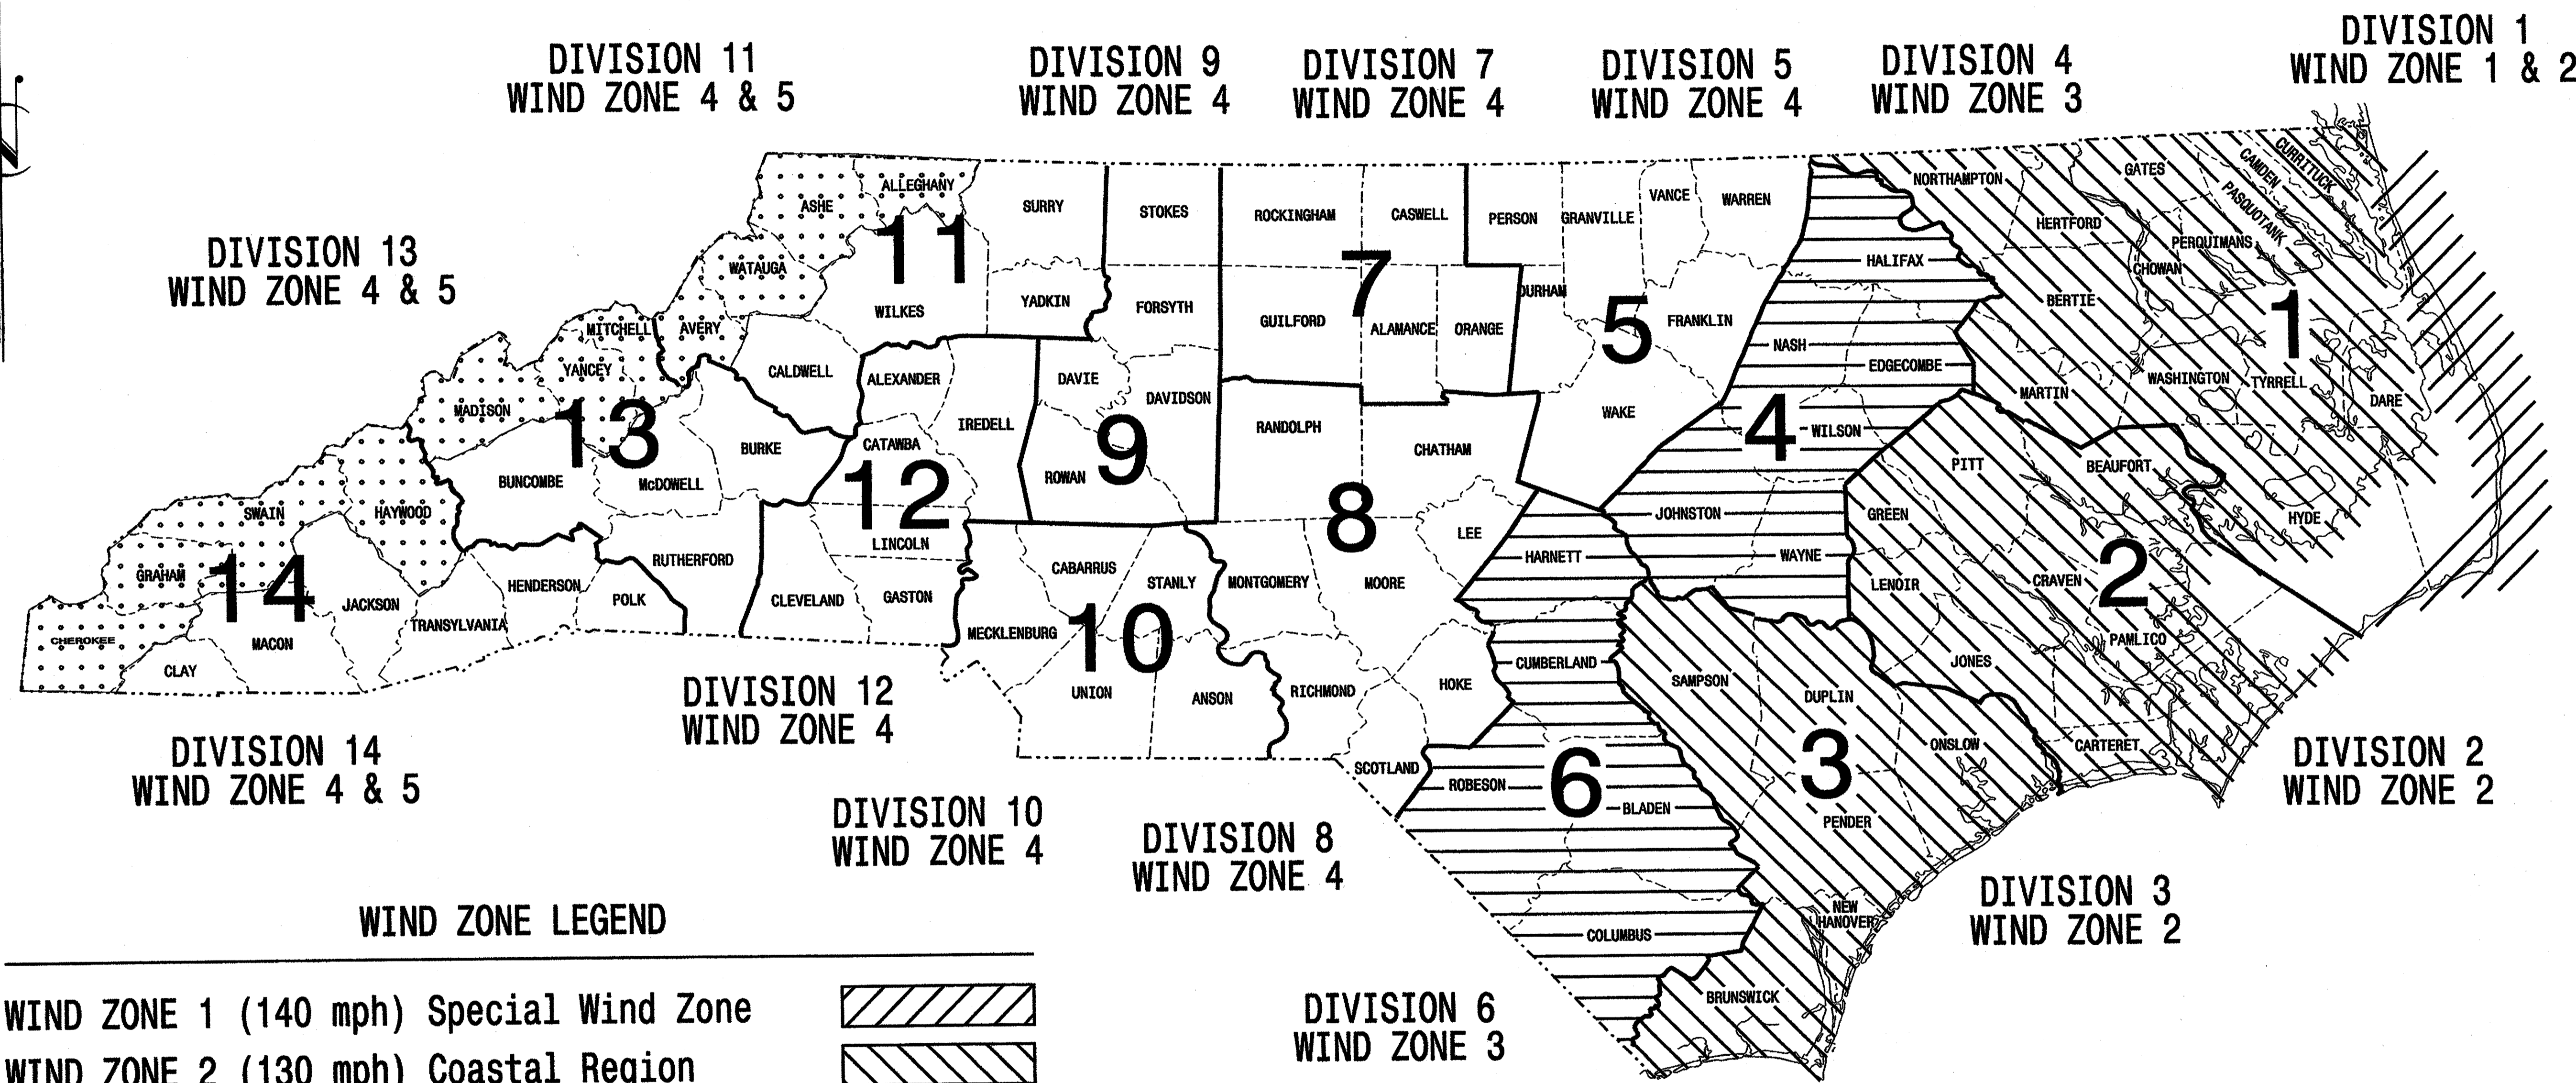 DIVISION 1
WIND ZONE 1 & 2
DIVISION 11
WIND ZONE 4 & 5
DIVISION 9
WIND ZONE 4
DIVISION 7
WIND ZONE 4
DIVISION 5
WIND ZONE 4
DIVISION 4
WIND ZONE 3
DIVISION 13
WIND ZONE 4 & 5
ASHE
ALLEGHANY
11
WATAUGA
WILKES
SURRY
YADKIN
AVERY
CALDWELL
STOKES
FORSYTH
DAVIE
DAVIDSON
ROWAN
9
ROCKINGHAM
CASWELL
7
GUILFORD
ALAMANCE
ORANGE
PERSON
GRANVILLE
VANCE
WARREN
DURHAM
5
FRANKLIN
WAKE
HALIFAX
NASH
EDGECOMBE
4
WILSON
JOHNSTON
WAYNE
NORTHAMPTON
GATES
CAMDEN
CURRITUCK
PASQUOTANK
HERTFORD
PERQUIMANS
CHOWAN
BERTIE
1
MARTIN
WASHINGTON
TYRRELL
DARE
HYDE
MITCHELL
YANCEY
MADISON
13
BUNCOMBE
McDOWELL
BURKE
RUTHERFORD
ALEXANDER
IREDELL
CATAWBA
12
LINCOLN
CLEVELAND
GASTON
RANDOLPH
CHATHAM
8
LEE
MONTGOMERY
MOORE
RICHMOND
HOKE
SCOTLAND
PITT
BEAUFORT
GREEN
LENOIR
CRAVEN
2
PAMLICO
JONES
CARTERET
SWAIN
HAYWOOD
GRAHAM
14
JACKSON
CHEROKEE
MACON
CLAY
TRANSYLVANIA
HENDERSON
POLK
CABARRUS
STANLY
MECKLENBURG
10
UNION
ANSON
HARNETT
CUMBERLAND
ROBESON
6
BLADEN
COLUMBUS
SAMPSON
DUPLIN
ONSLOW
3
PENDER
NEW
HANOVER
BRUNSWICK
DIVISION 12
WIND ZONE 4
DIVISION 14
WIND ZONE 4 & 5
DIVISION 2
WIND ZONE 2
DIVISION 10
WIND ZONE 4
DIVISION 8
WIND ZONE 4
DIVISION 3
WIND ZONE 2
DIVISION 6
WIND ZONE 3
WIND ZONE LEGEND
WIND ZONE 1 (140 mph) Special Wind Zone
WIND ZONE 2 (130 mph) Coastal Region